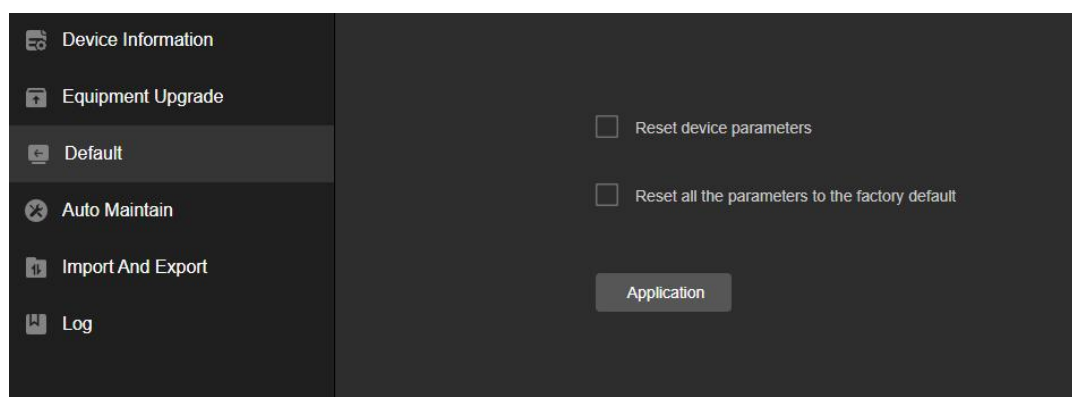 Device Information
Equipment Upgrade
Default
Auto Maintain
Import And Export
Log
Reset device parameters
Reset all the parameters to the factory default
Application